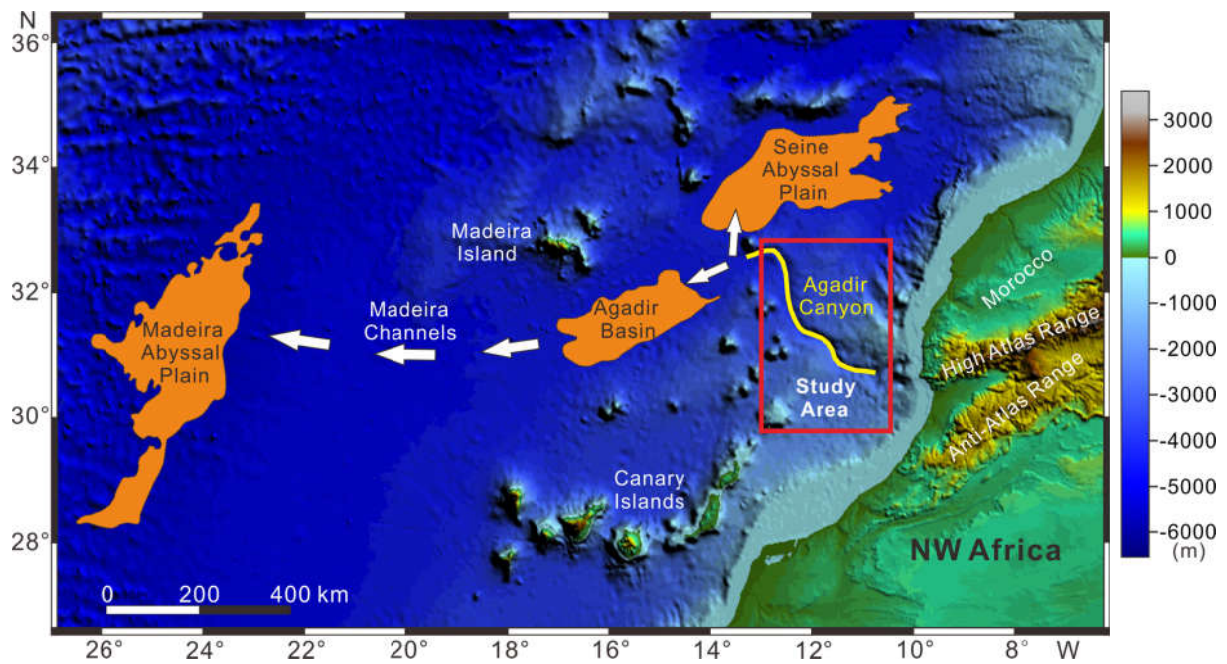 N
36°
34°
32°
30°
28°
Seine
Abyssal
Plain
Madeira
Island
Agadir
Canyon
Morocco
Madeira
Channels
Agadir
Basin
Madeira
Abyssal
Plain
High Atlas Range
Study
Area
Anti-Atlas Range
Canary
Islands
NW Africa
0 200 400 km
26° 24° 22° 20° 18° 16° 14° 12° 10° 8° W
3000
2000
1000
0
-1000
-2000
-3000
-4000
-5000
-6000
(m)